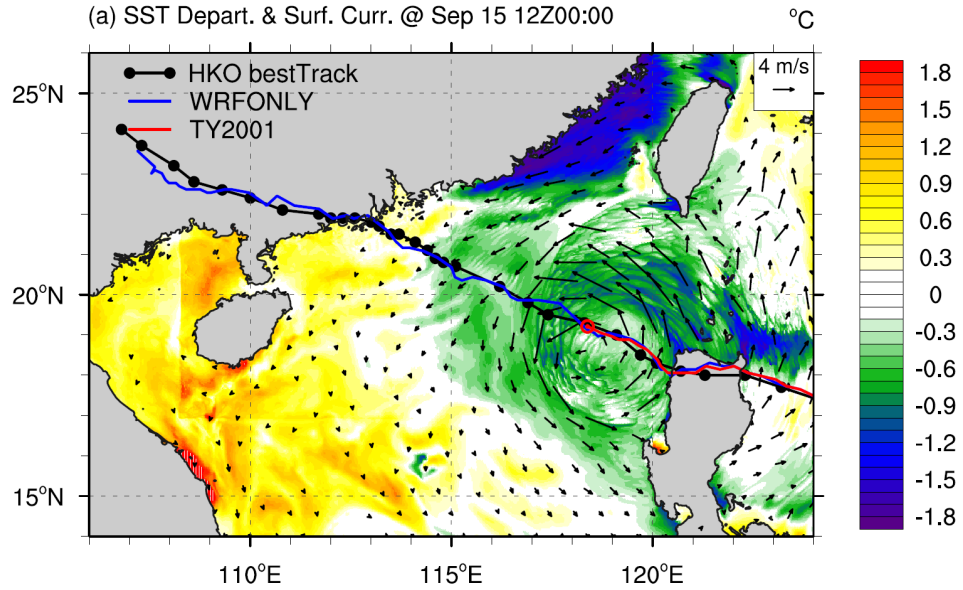 (a) SST Depart. & Surf. Curr. @ Sep 15 12Z00:00
°C
HKO bestTrack
WRFONLY
TY2001
4 m/s
25°N
20°N
15°N
110°E
115°E
120°E
1.8
1.5
1.2
0.9
0.6
0.3
0
-0.3
-0.6
-0.9
-1.2
-1.5
-1.8